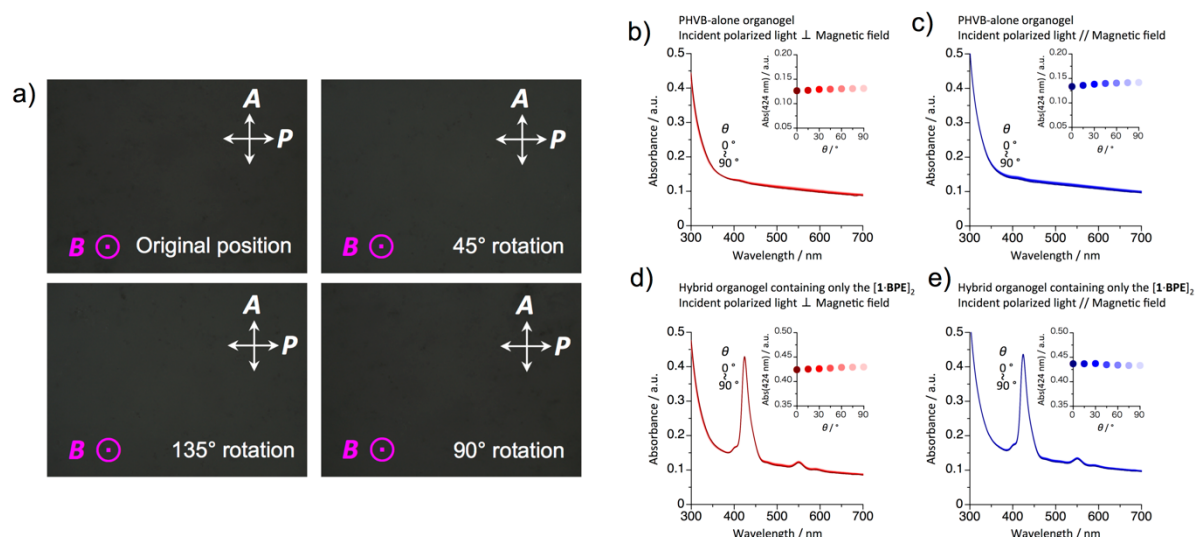 a)
A
P
B
Original position
A
P
B
45° rotation
A
P
B
135° rotation
A
P
B
90° rotation
b)
PHVB-alone organogel
Incident polarized light ⊥ Magnetic field
Absorbance / a.u.
0.5
0.4
0.3
0.2
0.1
0
300 400 500 600 700
Wavelength / nm
θ
0 °
~
90 °
Abs(424 nm) / a.u.
0.20
0.15
0.10
0.05
0 30 60 90
θ / °
c)
PHVB-alone organogel
Incident polarized light // Magnetic field
Absorbance / a.u.
0.5
0.4
0.3
0.2
0.1
0
300 400 500 600 700
Wavelength / nm
θ
0 °
~
90 °
Abs(424 nm) / a.u.
0.20
0.15
0.10
0.05
0 30 60 90
θ / °
d)
Hybrid organogel containing only the [1·BPE]₂
Incident polarized light ⊥ Magnetic field
Absorbance / a.u.
0.5
0.4
0.3
0.2
0.1
0
300 400 500 600 700
Wavelength / nm
θ
0 °
~
90 °
Abs(424 nm) / a.u.
0.50
0.45
0.40
0.35
0 30 60 90
θ / °
e)
Hybrid organogel containing only the [1·BPE]₂
Incident polarized light // Magnetic field
Absorbance / a.u.
0.5
0.4
0.3
0.2
0.1
0
300 400 500 600 700
Wavelength / nm
θ
0 °
~
90 °
Abs(424 nm) / a.u.
0.50
0.45
0.40
0.35
0 30 60 90
θ / °